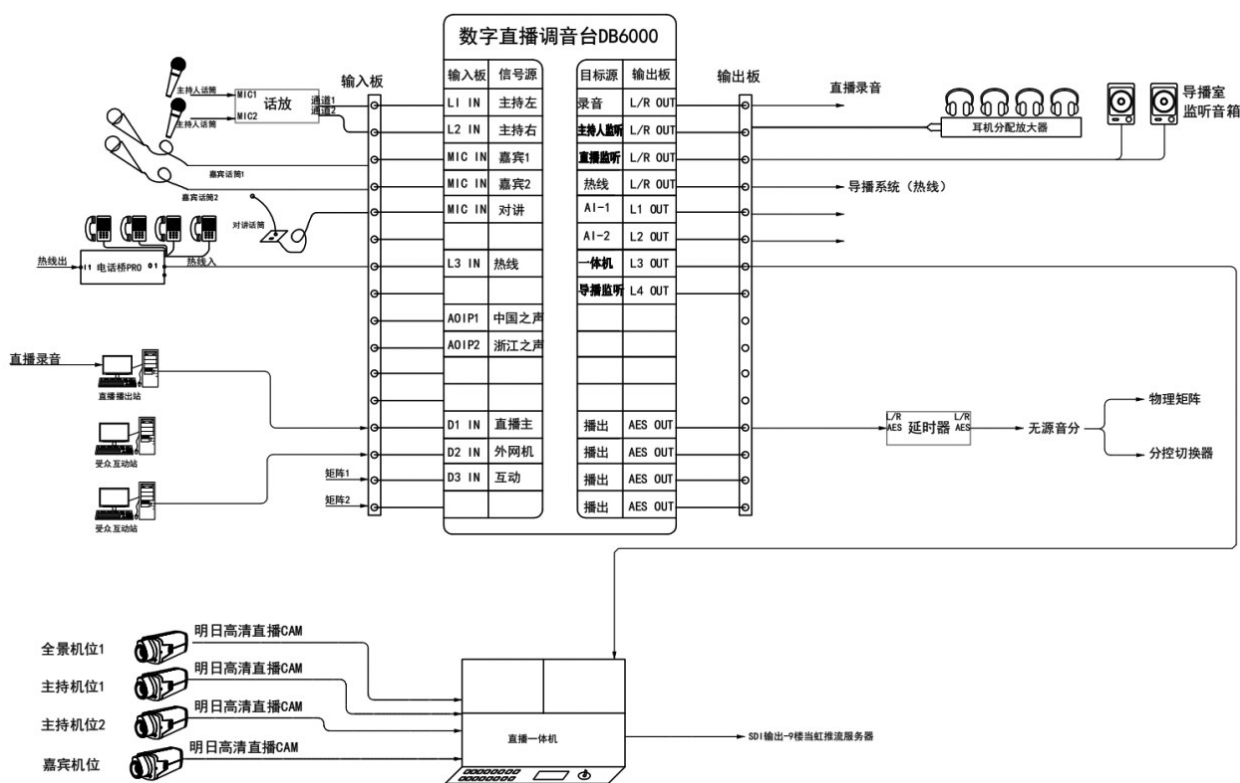 数字直播调音台DB6000
输入板
输入板
信号源
目标源
输出板
输出板
LI IN
主持左
录音
L/R OUT
L2 IN
主持右
主持人监听
L/R OUT
MIC IN
嘉宾1
直播监听
L/R OUT
MIC IN
嘉宾2
热线
L/R OUT
MIC IN
对讲
AI-1
L1 OUT
AI-2
L2 OUT
L3 IN
热线
一体机
L3 OUT
导播监听
L4 OUT
AOIP1
中国之声
AOIP2
浙江之声
D1 IN
直播主
播出
AES OUT
D2 IN
外网机
播出
AES OUT
D3 IN
互动
播出
AES OUT
播出
AES OUT
主持人话筒
MIC1
话放
通道1
通道2
MIC2
主持人话筒
嘉宾话筒1
嘉宾话筒2
对讲话筒
热线出
I1
电话桥PRO
01
热线入
直播录音
直播播出站
受众互动站
受众互动站
矩阵1
矩阵2
直播录音
耳机分配放大器
导播室
监听音箱
导播系统（热线）
L/R
AES
延时器
L/R
AES
无源音分
物理矩阵
分控切换器
全景机位1
明日高清直播CAM
主持机位1
明日高清直播CAM
主持机位2
明日高清直播CAM
嘉宾机位
明日高清直播CAM
直播一体机
SDI输出-9楼当虹推流服务器